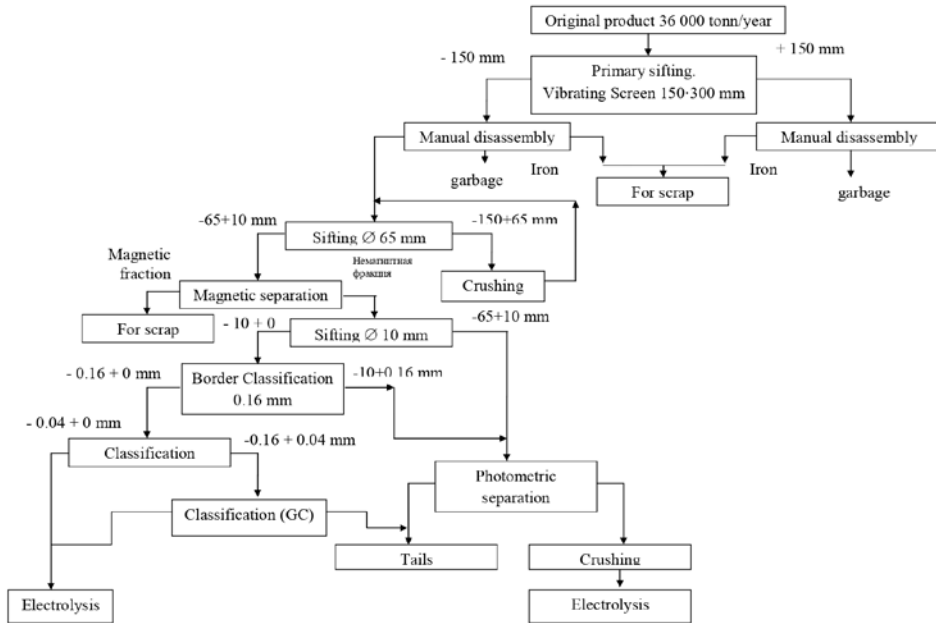 Original product 36 000 tonn/year
- 150 mm
+ 150 mm
Primary sifting.
Vibrating Screen 150·300 mm
Manual disassembly
Manual disassembly
Iron
Iron
garbage
For scrap
garbage
-65+10 mm
-150+65 mm
Sifting Ø 65 mm
Magnetic
fraction
Немагнитная
фракция
Crushing
Magnetic separation
For scrap
- 10 + 0
Sifting Ø 10 mm
-65+10 mm
- 0.16 + 0 mm
Border Classification
0.16 mm
-10+0.16 mm
- 0.04 + 0 mm
-0.16 + 0.04 mm
Classification
Photometric
separation
Classification (GC)
Tails
Crushing
Electrolysis
Electrolysis